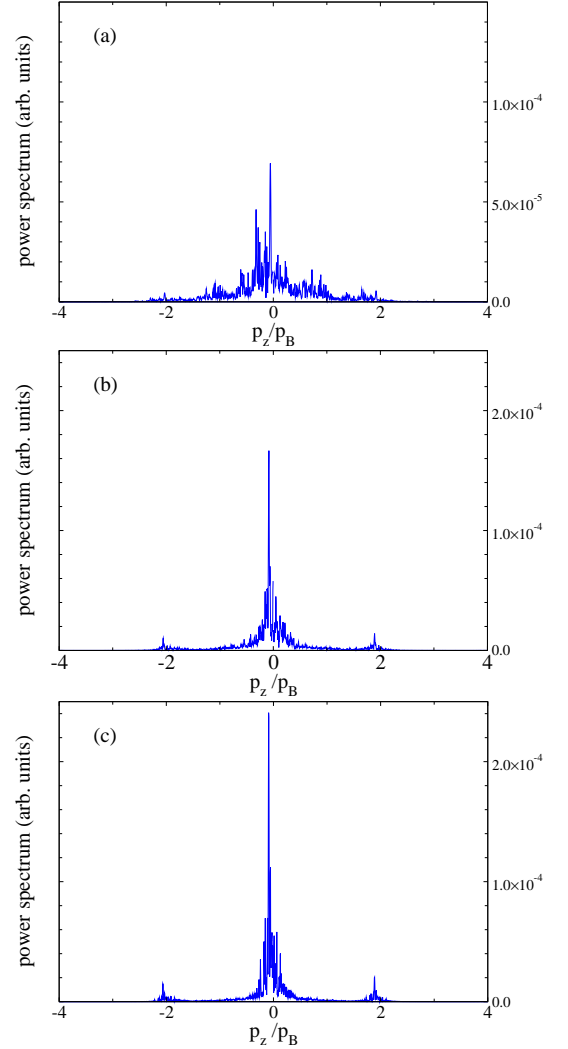 (a)
power spectrum (arb. units)
1.0×10⁻⁴
5.0×10⁻⁵
0.0
-4 -2 0 2 4
p_z/p_B
(b)
power spectrum (arb. units)
2.0×10⁻⁴
1.0×10⁻⁴
0.0
-4 -2 0 2 4
p_z/p_B
(c)
power spectrum (arb. units)
2.0×10⁻⁴
1.0×10⁻⁴
0.0
-4 -2 0 2 4
p_z/p_B